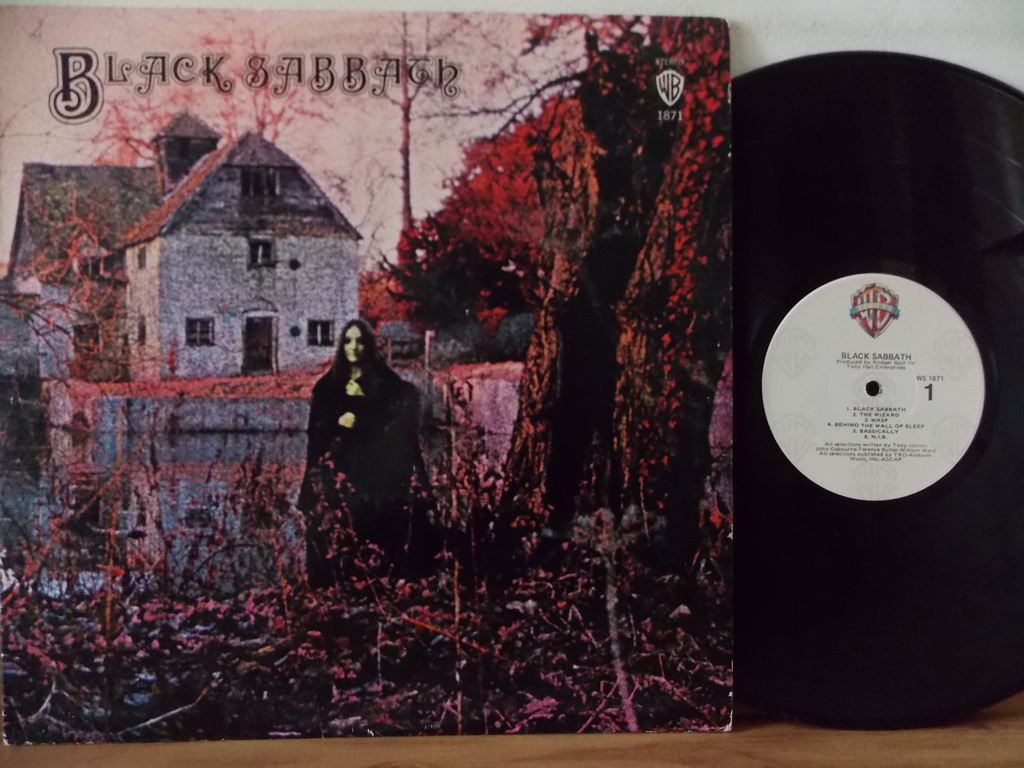 BLACK SABBATH
STEREO
WB
1871
BLACK SABBATH
Produced by Rodger Bain for
Tony Hall Enterprises
WS 1871
1
1. BLACK SABBATH
2. THE WIZARD
3. WASP
4. BEHIND THE WALL OF SLEEP
5. BASSICALLY
6. N.I.B.
All selections written by Tony Iommi-
John Osbourne-Terence Butler-William Ward
All selections published by TRO-Andover
Music, INC-ASCAP